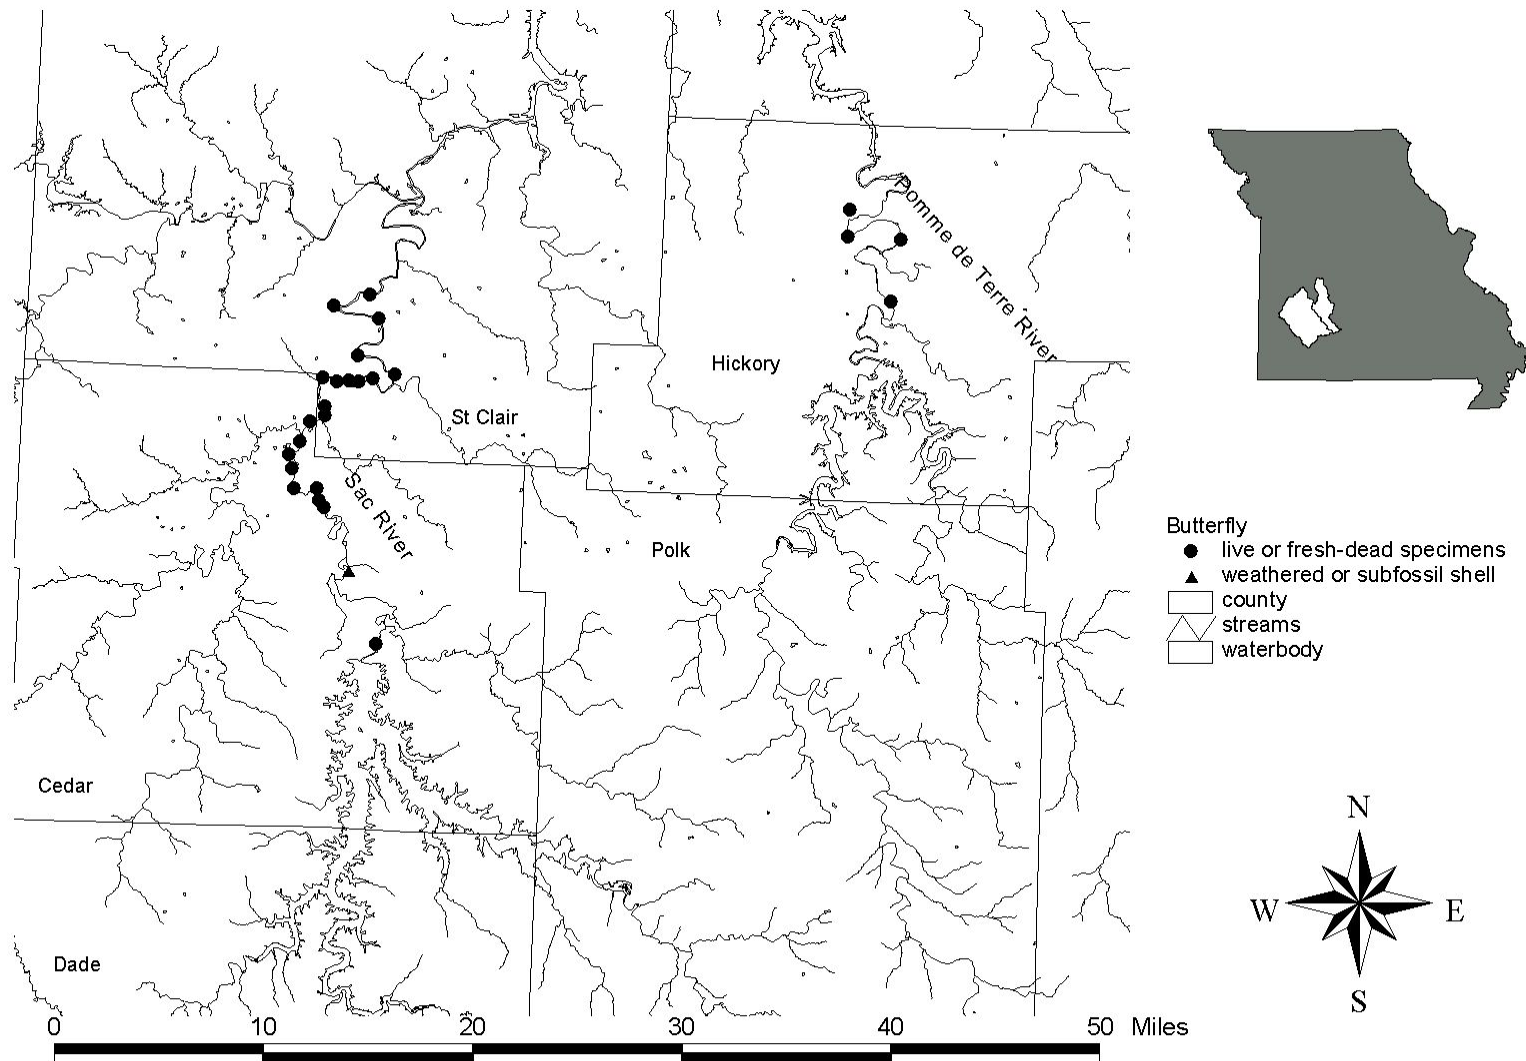 Pomme de Terre River
Hickory
St Clair
Sac River
Polk
Cedar
Dade
Butterfly
live or fresh-dead specimens
weathered or subfossil shell
county
streams
waterbody
N
W E
S
0 10 20 30 40 50 Miles